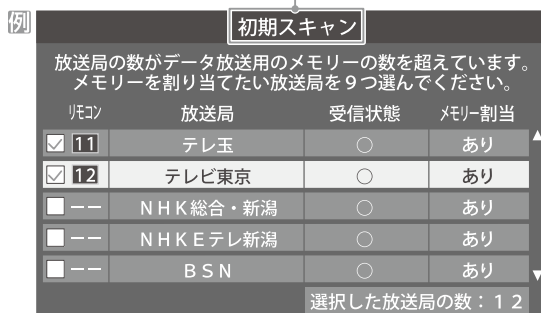 例
初期スキャン
放送局の数がデータ放送用のメモリーの数を超えています。
メモリーを割り当てたい放送局を９つ選んでください。
リモコン 放送局 受信状態 メモリー割当
11 テレ玉 ○ あり
12 テレビ東京 ○ あり
－－ ＮＨＫ総合・新潟 ○ あり
－－ ＮＨＫＥテレ新潟 ○ あり
－－ ＢＳＮ ○ あり
選択した放送局の数：１２